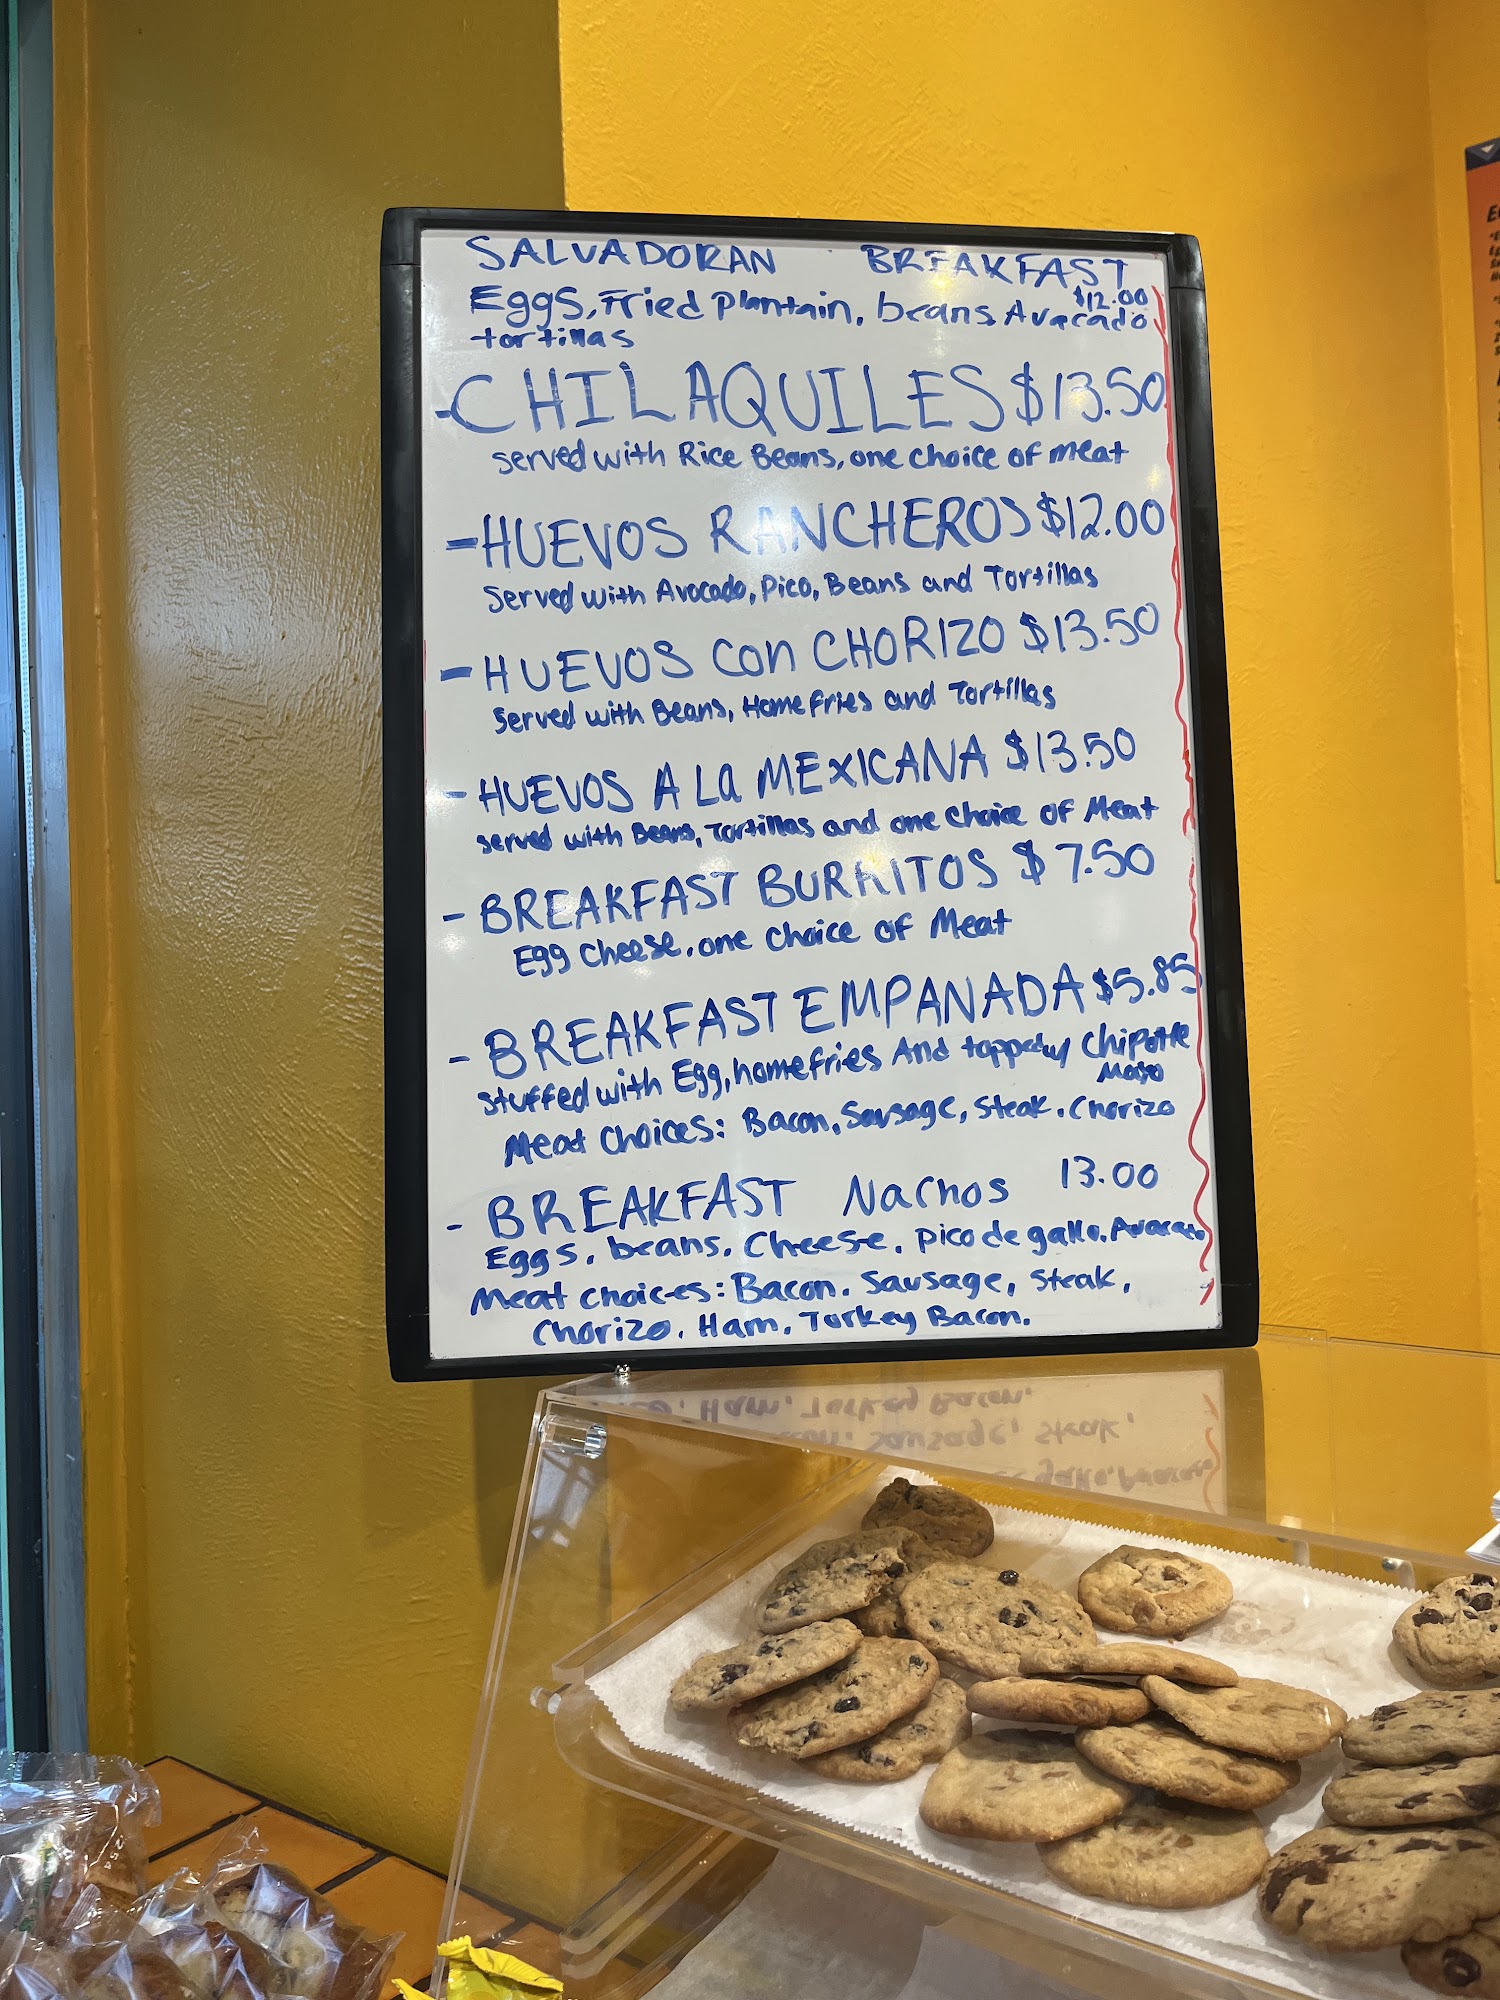 SALVADORAN BREAKFAST
$12.00
Eggs, Fried Plantain, beans, Avacado
tortillas
-CHILAQUILES $13.50
served with Rice Beans, one choice of meat
-HUEVOS RANCHEROS $12.00
Served with Avocado, Pico, Beans and Tortillas
-HUEVOS con CHORIZO $13.50
Served with Beans, Home fries and Tortillas
-HUEVOS A La MEXICANA $13.50
served with Beans, Tortillas and one choice of Meat
-BREAKFAST BURRITOS $7.50
Egg Cheese, one choice of Meat
-BREAKFAST EMPANADA $5.85
Stuffed with Egg, homefries And topped w/ Chipotle
Mayo
Meat Choices: Bacon, Sausage, Steak, Chorizo
-BREAKFAST Nachos 13.00
Eggs, beans, Cheese, pico de gallo,
Meat choices: Bacon, Sausage, Steak,
Chorizo, Ham, Turkey Bacon.